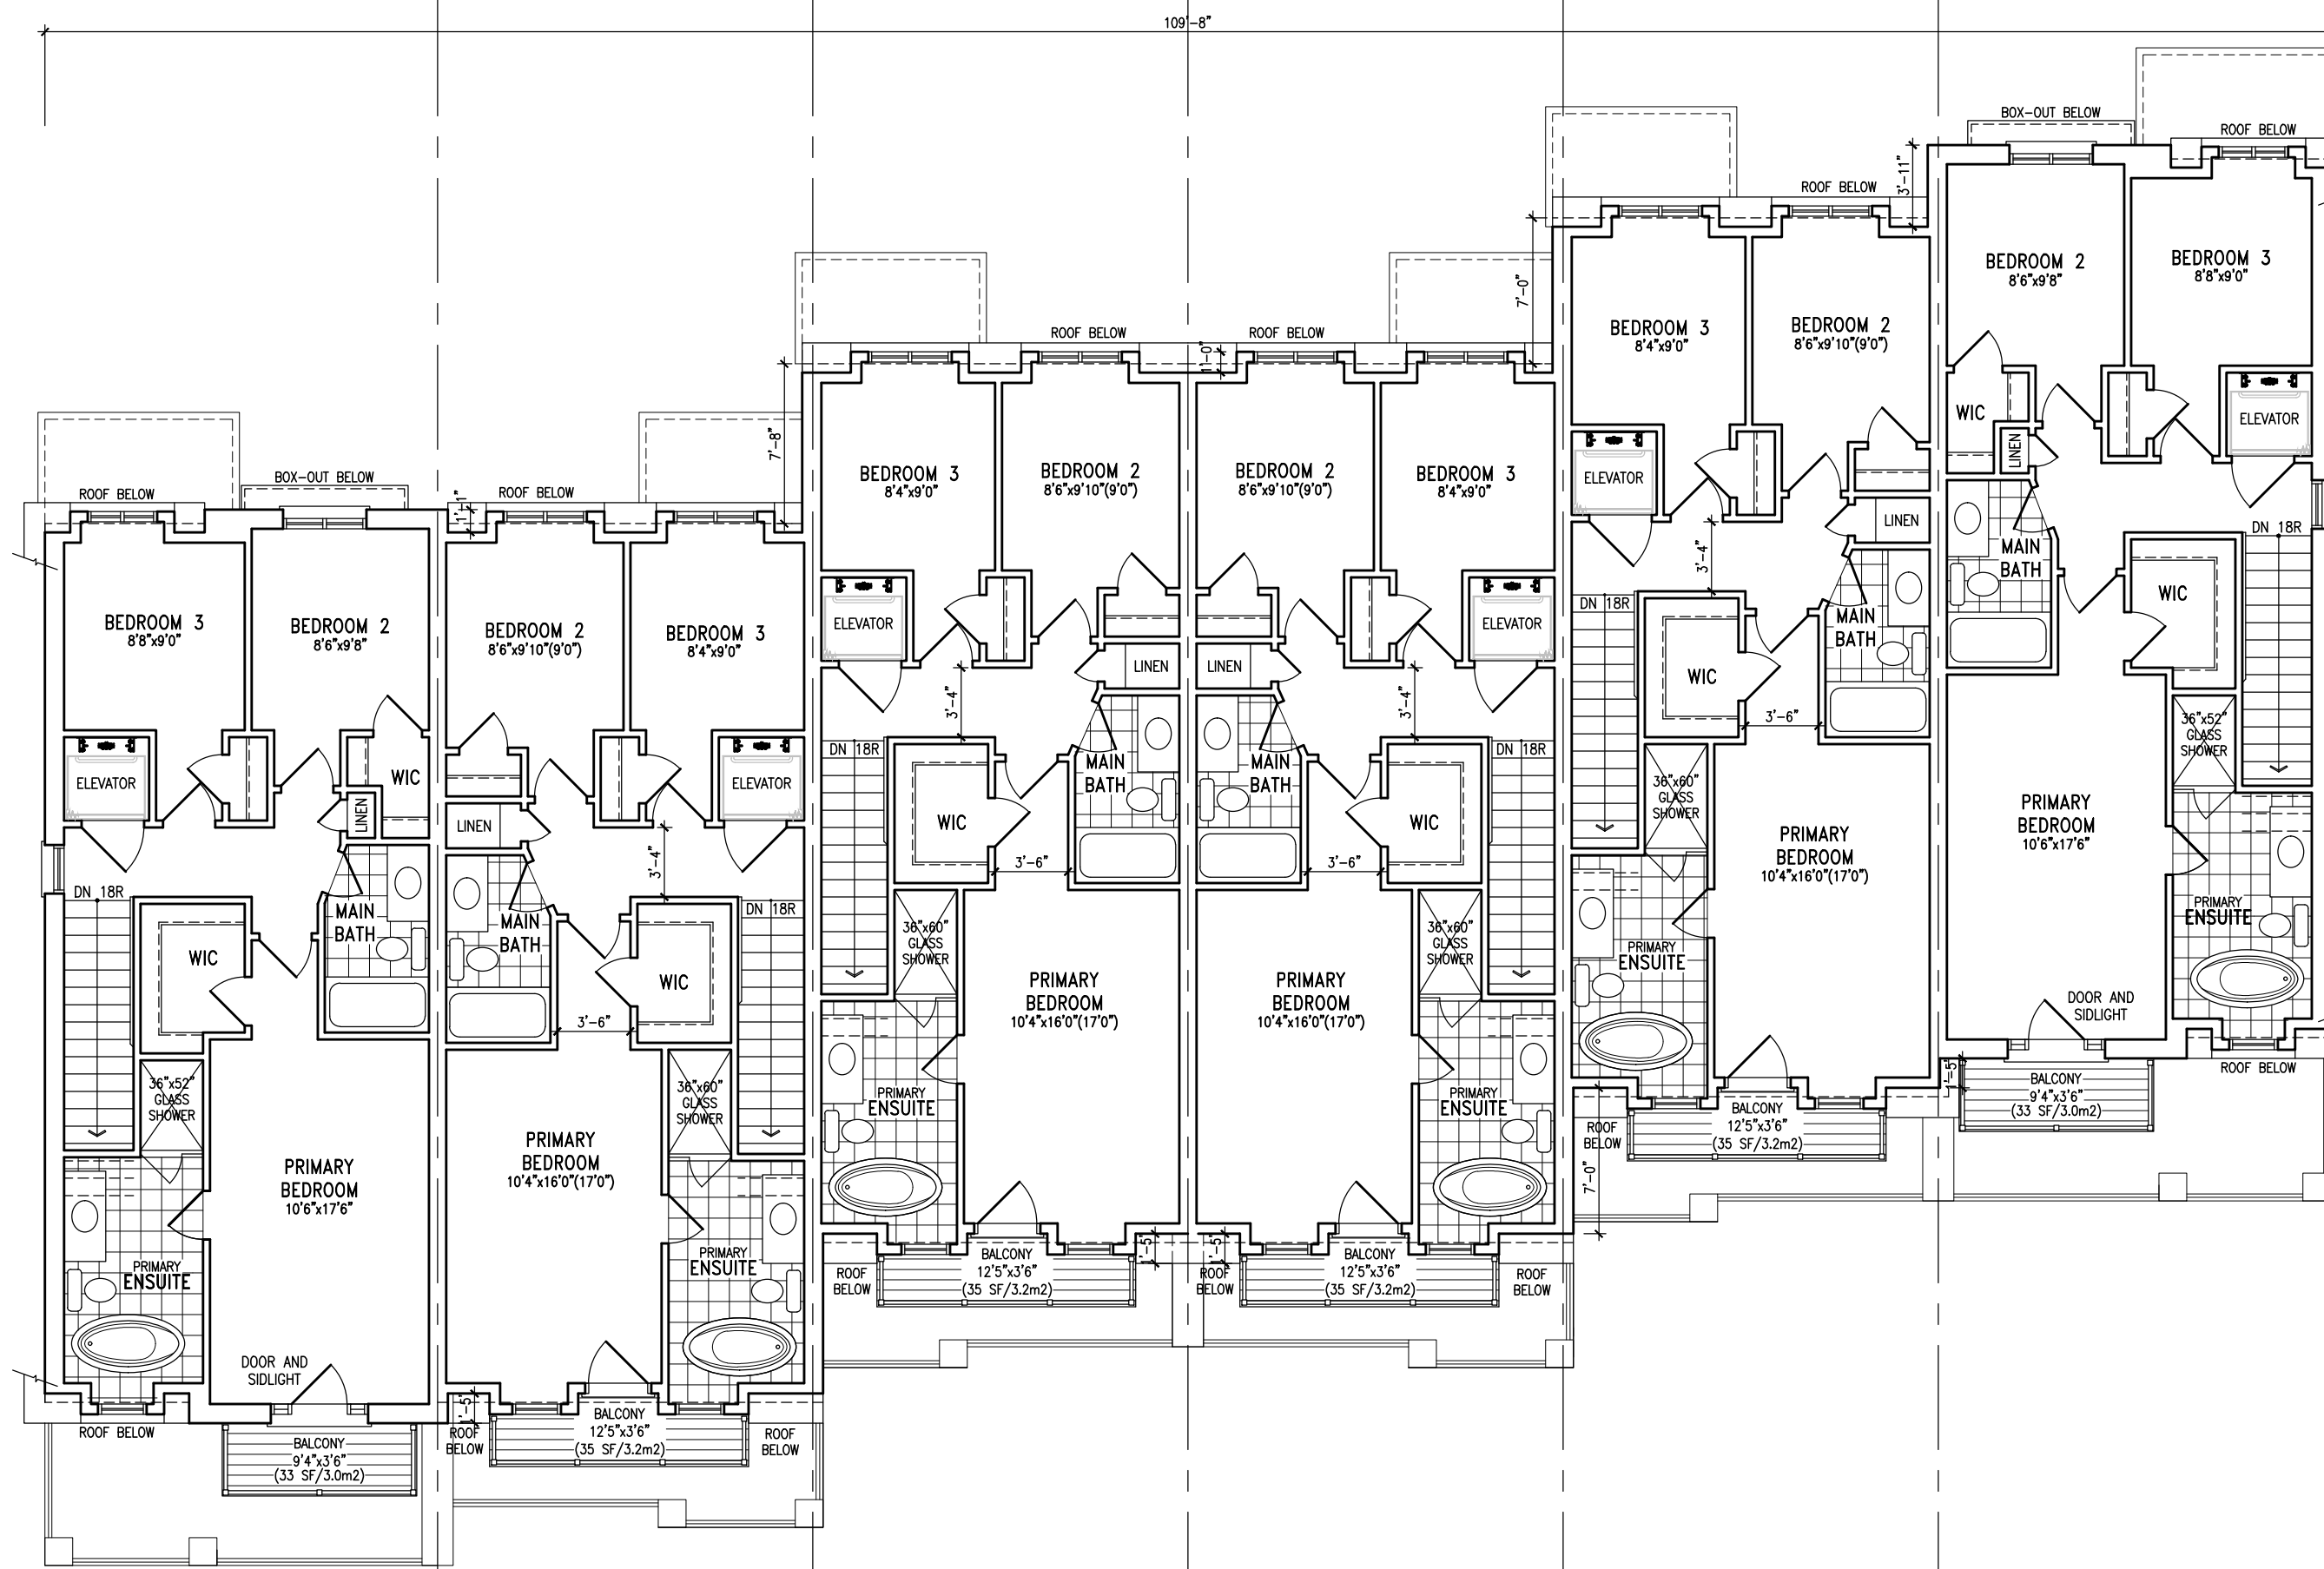 109'-8"
ROOF BELOW
BOX-OUT BELOW
BEDROOM 3
8'8"x9'0"
BEDROOM 2
8'6"x9'8"
ELEVATOR
WIC
LINEN
DN 18R
MAIN
BATH
WIC
36"x52"
GLASS
SHOWER
PRIMARY
BEDROOM
10'6"x17'6"
PRIMARY
ENSUITE
DOOR AND
SIDLIGHT
ROOF BELOW
BALCONY
9'4"x3'6"
(33 SF/3.0m2)
1'-1"
ROOF BELOW
BEDROOM 2
8'6"x9'10"(9'0")
BEDROOM 3
8'4"x9'0"
ELEVATOR
LINEN
3'-4"
DN 18R
MAIN
BATH
WIC
3'-6"
36"x60"
GLASS
SHOWER
PRIMARY
BEDROOM
10'4"x16'0"(17'0")
PRIMARY
ENSUITE
1'-5"
ROOF
BELOW
BALCONY
12'5"x3'6"
(35 SF/3.2m2)
ROOF
BELOW
7'-8"
ROOF BELOW
BEDROOM 3
8'4"x9'0"
BEDROOM 2
8'6"x9'10"(9'0")
ELEVATOR
LINEN
3'-4"
DN 18R
MAIN
BATH
WIC
3'-6"
36"x60"
GLASS
SHOWER
PRIMARY
BEDROOM
10'4"x16'0"(17'0")
PRIMARY
ENSUITE
ROOF
BELOW
BALCONY
12'5"x3'6"
(35 SF/3.2m2)
1'-5"
1'-0"
ROOF BELOW
BEDROOM 2
8'6"x9'10"(9'0")
BEDROOM 3
8'4"x9'0"
ELEVATOR
LINEN
3'-4"
DN 18R
MAIN
BATH
WIC
3'-6"
36"x60"
GLASS
SHOWER
PRIMARY
BEDROOM
10'4"x16'0"(17'0")
PRIMARY
ENSUITE
1'-5"
ROOF
BELOW
BALCONY
12'5"x3'6"
(35 SF/3.2m2)
ROOF
BELOW
7'-0"
ROOF BELOW
BEDROOM 3
8'4"x9'0"
BEDROOM 2
8'6"x9'10"(9'0")
ELEVATOR
LINEN
3'-4"
DN 18R
MAIN
BATH
WIC
3'-6"
36"x60"
GLASS
SHOWER
PRIMARY
BEDROOM
10'4"x16'0"(17'0")
PRIMARY
ENSUITE
ROOF
BELOW
7'-0"
BALCONY
12'5"x3'6"
(35 SF/3.2m2)
1'-5"
3'-11"
BOX-OUT BELOW
ROOF BELOW
BEDROOM 2
8'6"x9'8"
BEDROOM 3
8'8"x9'0"
WIC
LINEN
ELEVATOR
DN 18R
MAIN
BATH
WIC
36"x52"
GLASS
SHOWER
PRIMARY
BEDROOM
10'6"x17'6"
PRIMARY
ENSUITE
DOOR AND
SIDLIGHT
ROOF BELOW
BALCONY
9'4"x3'6"
(33 SF/3.0m2)